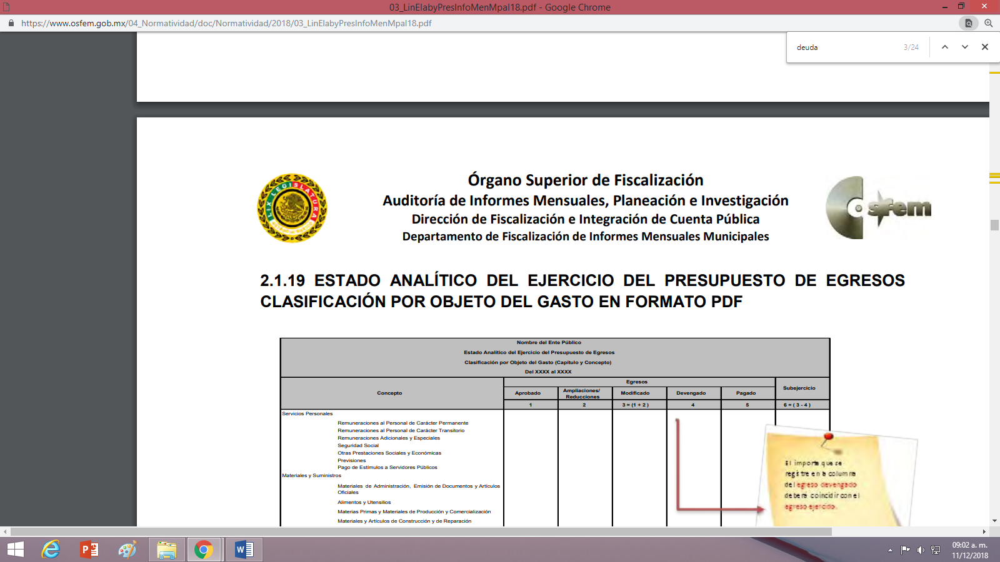 03_LinElabyPresInfoMenMpal18.pdf - Google Chrome
https://www.osfem.gob.mx/04_Normatividad/doc/Normatividad/2018/03_LinElabyPresInfoMenMpal18.pdf
deuda 3/24
Órgano Superior de Fiscalización
Auditoría de Informes Mensuales, Planeación e Investigación
Dirección de Fiscalización e Integración de Cuenta Pública
Departamento de Fiscalización de Informes Mensuales Municipales
LIX LEGISLATURA
osfem
2.1.19 ESTADO ANALÍTICO DEL EJERCICIO DEL PRESUPUESTO DE EGRESOS
CLASIFICACIÓN POR OBJETO DEL GASTO EN FORMATO PDF
Nombre del Ente Público
Estado Analítico del Ejercicio del Presupuesto de Egresos
Clasificación por Objeto del Gasto (Capítulo y Concepto)
Del XXXX al XXXX
Concepto
Egresos
Subejercicio
Aprobado
Ampliaciones/
Reducciones
Modificado
Devengado
Pagado
1
2
3 = (1 + 2 )
4
5
6 = ( 3 - 4 )
Servicios Personales
Remuneraciones al Personal de Carácter Permanente
Remuneraciones al Personal de Carácter Transitorio
Remuneraciones Adicionales y Especiales
Seguridad Social
Otras Prestaciones Sociales y Económicas
Previsiones
Pago de Estímulos a Servidores Públicos
Materiales y Suministros
Materiales de Administración, Emisión de Documentos y Artículos
Oficiales
Alimentos y Utensilios
Materias Primas y Materiales de Producción y Comercialización
Materiales y Artículos de Construcción y de Reparación
El importe que se
registre en la columna
del egreso devengado
deberá coincidir con el
egreso ejercido.
09:02 a. m.
11/12/2018